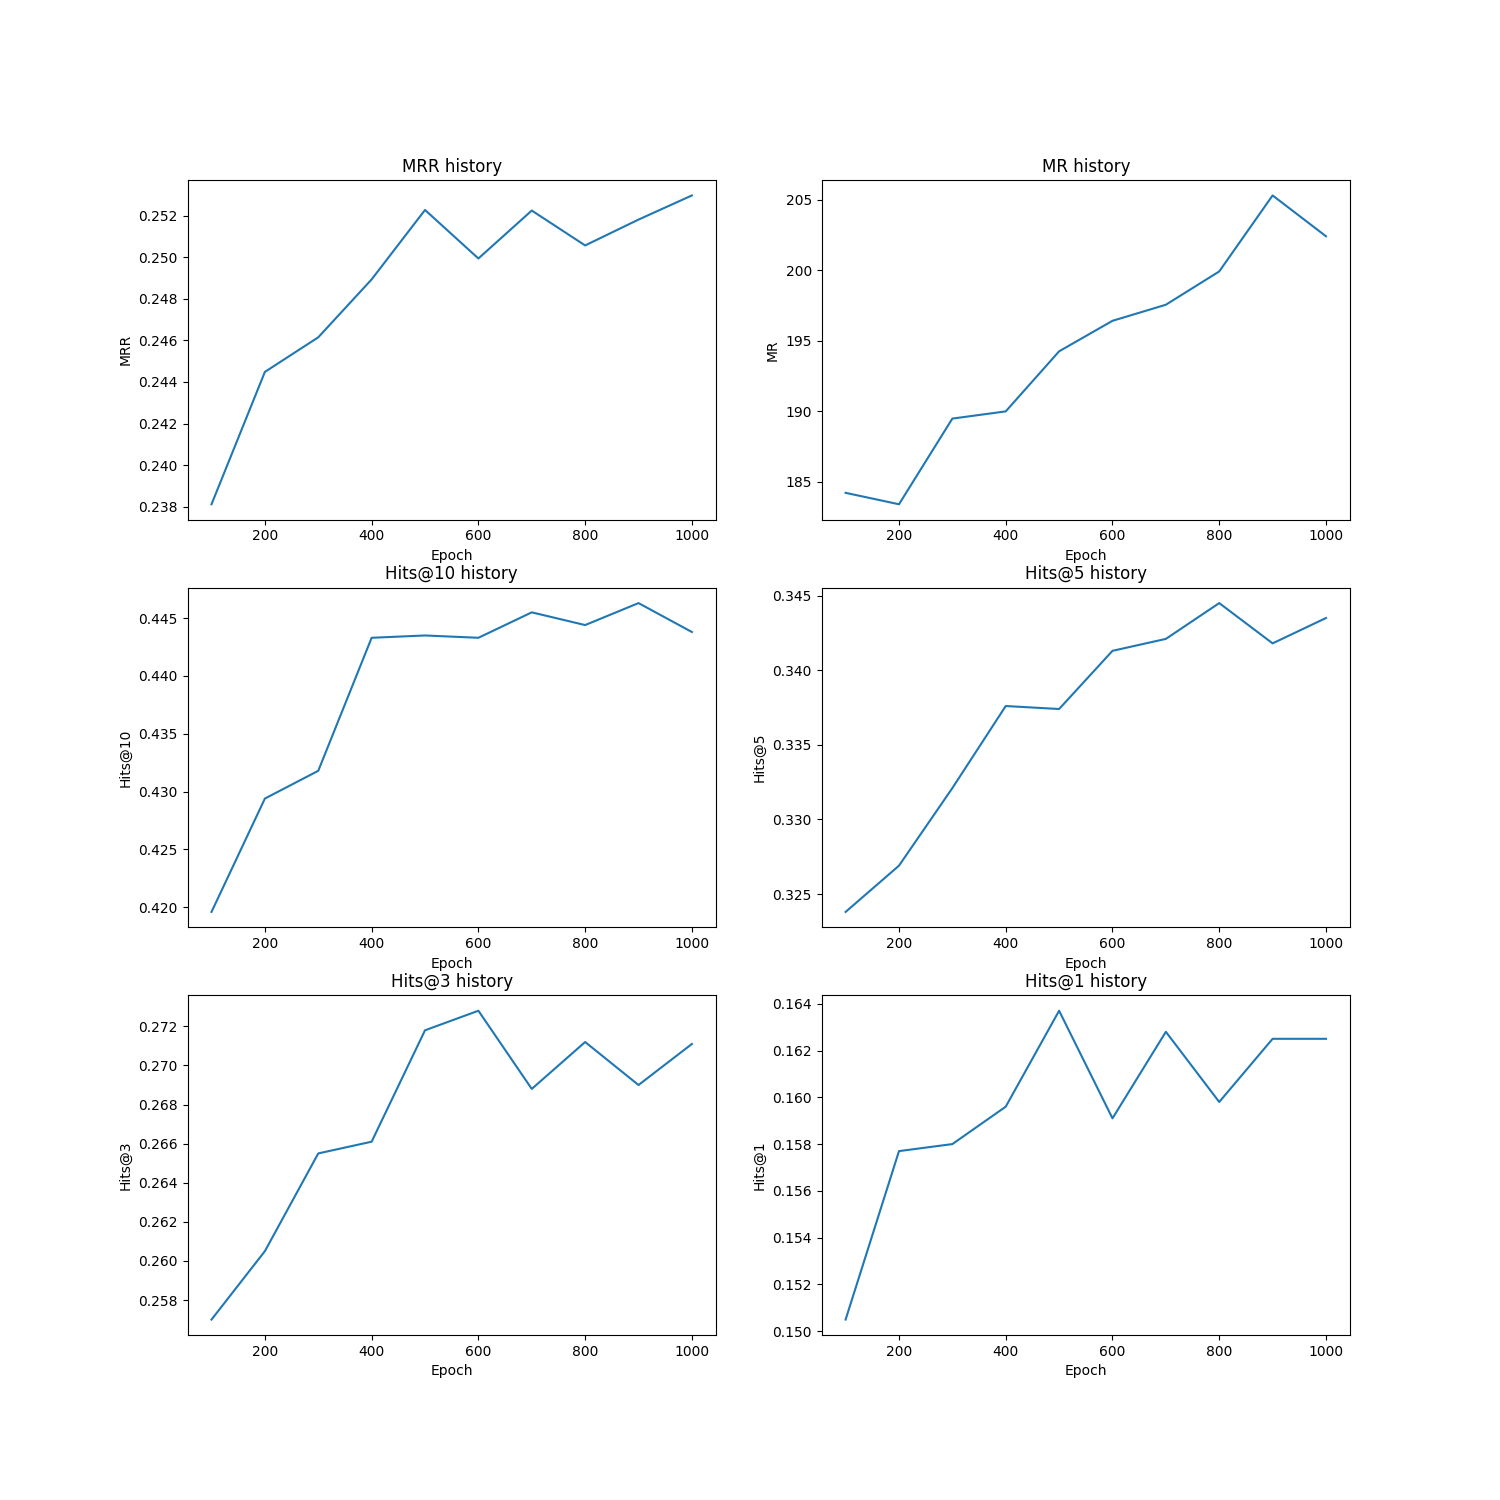 MRR history
0.252
0.250
0.248
0.246
0.244
0.242
0.240
0.238
MRR
200 400 600 800 1000
Epoch
MR history
205
200
195
190
185
MR
200 400 600 800 1000
Epoch
Hits@10 history
0.445
0.440
0.435
0.430
0.425
0.420
Hits@10
200 400 600 800 1000
Epoch
Hits@5 history
0.345
0.340
0.335
0.330
0.325
Hits@5
200 400 600 800 1000
Epoch
Hits@3 history
0.272
0.270
0.268
0.266
0.264
0.262
0.260
0.258
Hits@3
200 400 600 800 1000
Epoch
Hits@1 history
0.164
0.162
0.160
0.158
0.156
0.154
0.152
0.150
Hits@1
200 400 600 800 1000
Epoch